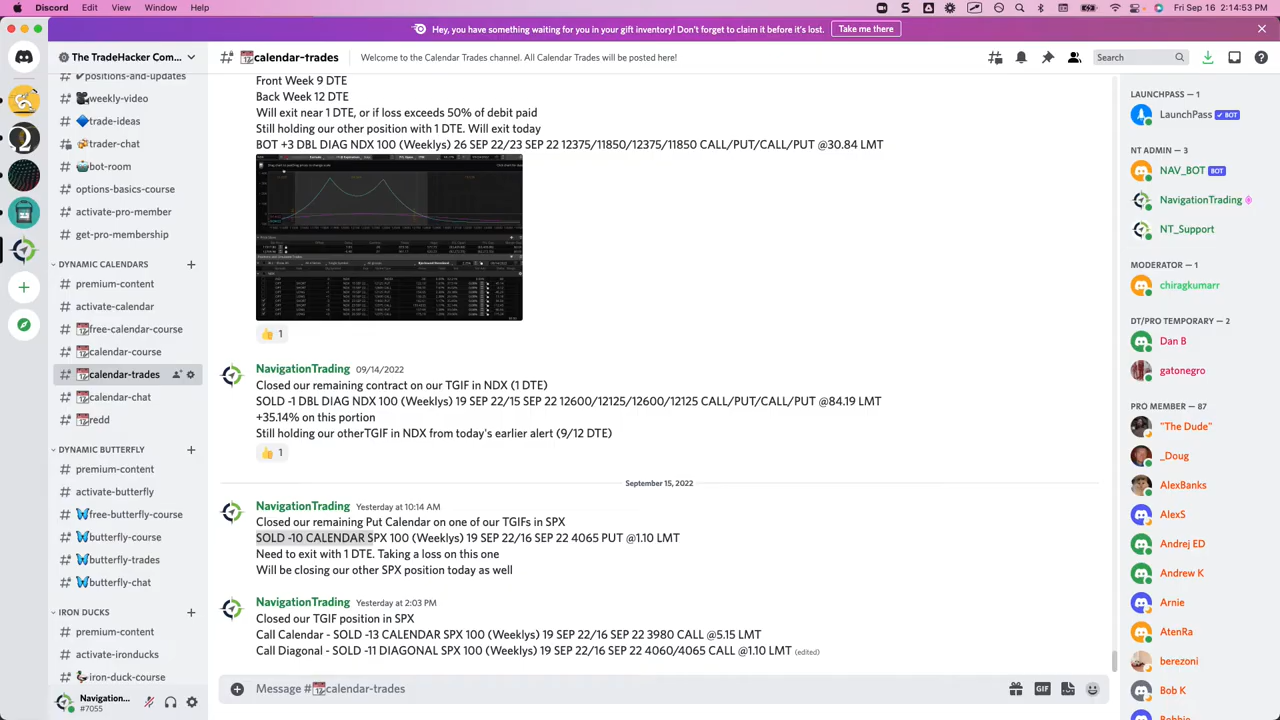 Discord Edit View Window Help
Fri Sep 16 2:14:53 PM
Hey, you have something waiting for you in your gift inventory! Don't forget to claim it before it's lost.
Take me there
The TradeHacker Com...
calendar-trades
Welcome to the Calendar Trades channel. All Calendar Trades will be posted here!
Search
positions-and-updates
weekly-video
trade-ideas
trader-chat
bot-room
options-basics-course
activate-pro-member
get-pro-membership
DYNAMIC CALENDARS
premium-content
activate-calendar
free-calendar-course
calendar-course
calendar-trades
calendar-chat
redd
DYNAMIC BUTTERFLY
premium-content
activate-butterfly
free-butterfly-course
butterfly-course
butterfly-trades
butterfly-chat
IRON DUCKS
premium-content
activate-ironducks
iron-duck-course
Navigation...
#7055
Front Week 9 DTE
Back Week 12 DTE
Will exit near 1 DTE, or if loss exceeds 50% of debit paid
Still holding our other position with 1 DTE. Will exit today
BOT +3 DBL DIAG NDX 100 (Weeklys) 26 SEP 22/23 SEP 22 12375/11850/12375/11850 CALL/PUT/CALL/PUT @30.84 LMT
1
NavigationTrading 09/14/2022
Closed our remaining contract on our TGIF in NDX (1 DTE)
SOLD -1 DBL DIAG NDX 100 (Weeklys) 19 SEP 22/15 SEP 22 12600/12125/12600/12125 CALL/PUT/CALL/PUT @84.19 LMT
+35.14% on this portion
Still holding our otherTGIF in NDX from today's earlier alert (9/12 DTE)
1
September 15, 2022
NavigationTrading Yesterday at 10:14 AM
Closed our remaining Put Calendar on one of our TGIFs in SPX
SOLD -10 CALENDAR SPX 100 (Weeklys) 19 SEP 22/16 SEP 22 4065 PUT @1.10 LMT
Need to exit with 1 DTE. Taking a loss on this one
Will be closing our other SPX position today as well
NavigationTrading Yesterday at 2:03 PM
Closed our TGIF position in SPX
Call Calendar - SOLD -13 CALENDAR SPX 100 (Weeklys) 19 SEP 22/16 SEP 22 3980 CALL @5.15 LMT
Call Diagonal - SOLD -11 DIAGONAL SPX 100 (Weeklys) 19 SEP 22/16 SEP 22 4060/4065 CALL @1.10 LMT (edited)
Message #calendar-trades
GIF
LAUNCHPASS — 1
LaunchPass BOT
NT ADMIN — 3
NAV_BOT BOT
NavigationTrading
NT_Support
MODERATOR — 1
chiragkumarr
DT/PRO TEMPORARY — 2
Dan B
gatonegro
PRO MEMBER — 87
"The Dude"
_Doug
AlexBanks
AlexS
Andrej ED
Andrew K
Arnie
AtenRa
berezoni
Bob K
Bobbie